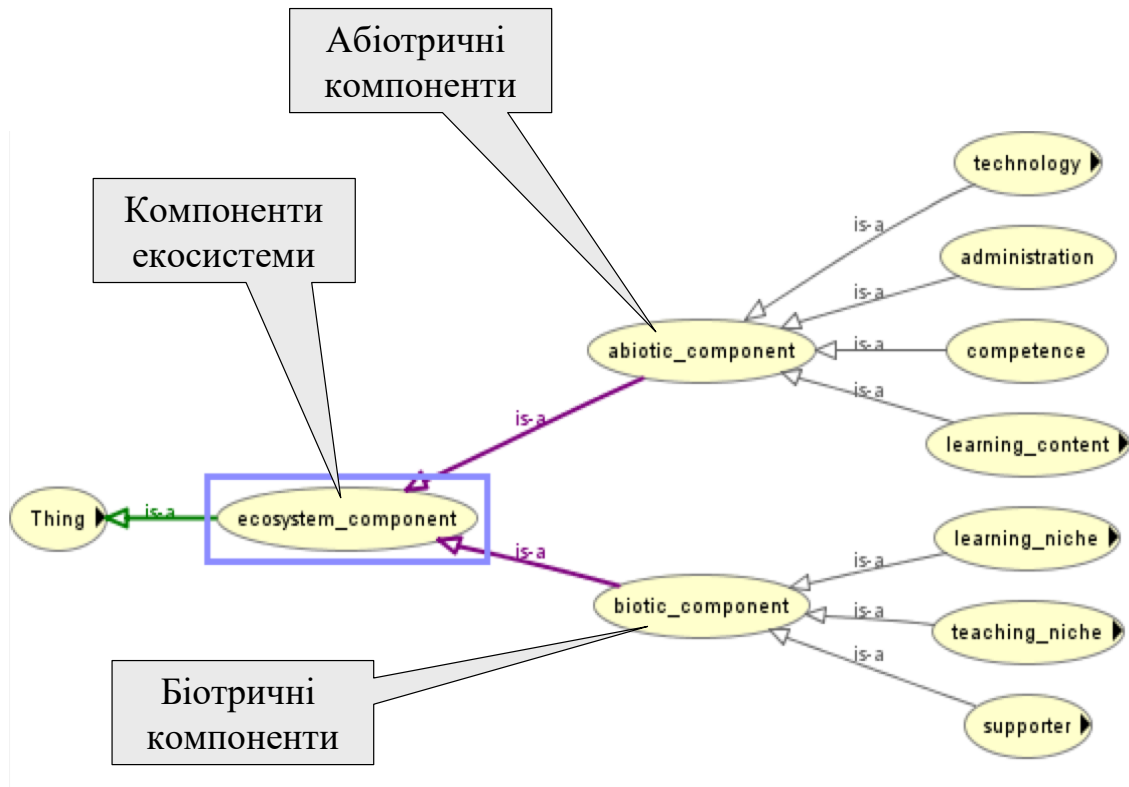 Абіотричні
компоненти
technology
is-a
Компоненти
екосистеми
administration
is-a
abiotic_component
is-a
competence
is-a
is-a
learning_content
Thing
is-a
ecosystem_component
is-a
learning_niche
is-a
biotic_component
is-a
teaching_niche
is-a
Біотричні
компоненти
supporter